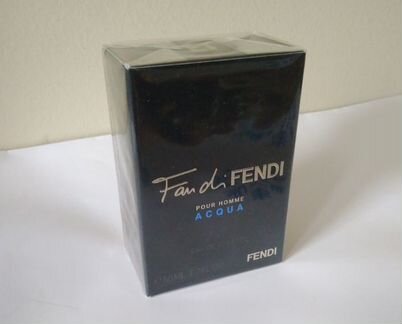 Fan di FENDI
POUR HOMME
ACQUA
FENDI